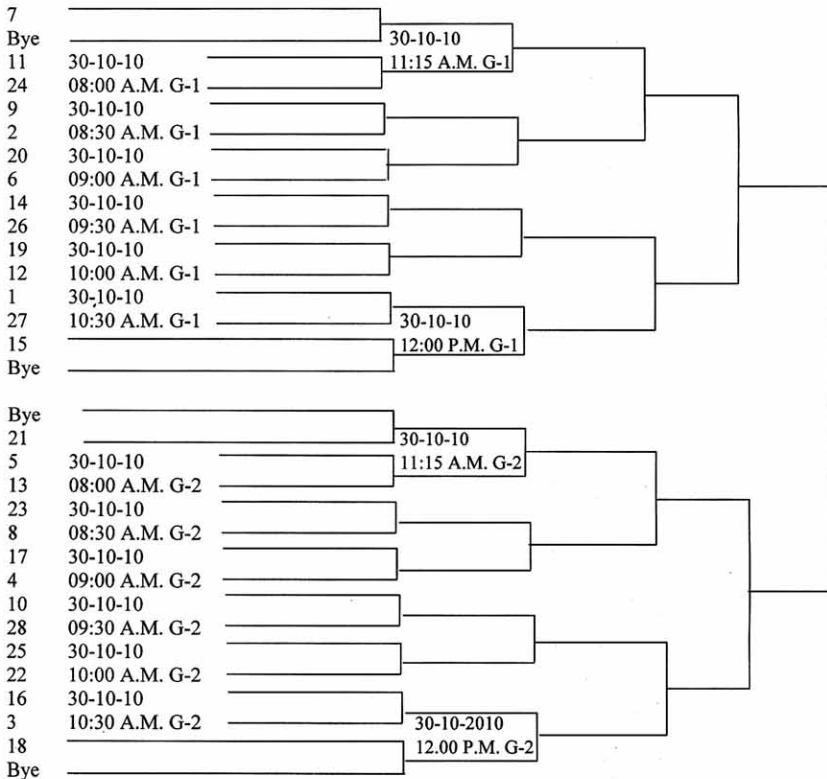 7
Bye
30-10-10
11 30-10-10
11:15 A.M. G-1
24 08:00 A.M. G-1
9 30-10-10
2 08:30 A.M. G-1
20 30-10-10
6 09:00 A.M. G-1
14 30-10-10
26 09:30 A.M. G-1
19 30-10-10
12 10:00 A.M. G-1
1 30-10-10
27 10:30 A.M. G-1
30-10-10
15
12:00 P.M. G-1
Bye
Bye
21
30-10-10
5 30-10-10
11:15 A.M. G-2
13 08:00 A.M. G-2
23 30-10-10
8 08:30 A.M. G-2
17 30-10-10
4 09:00 A.M. G-2
10 30-10-10
28 09:30 A.M. G-2
25 30-10-10
22 10:00 A.M. G-2
16 30-10-10
3 10:30 A.M. G-2
30-10-2010
18
12.00 P.M. G-2
Bye